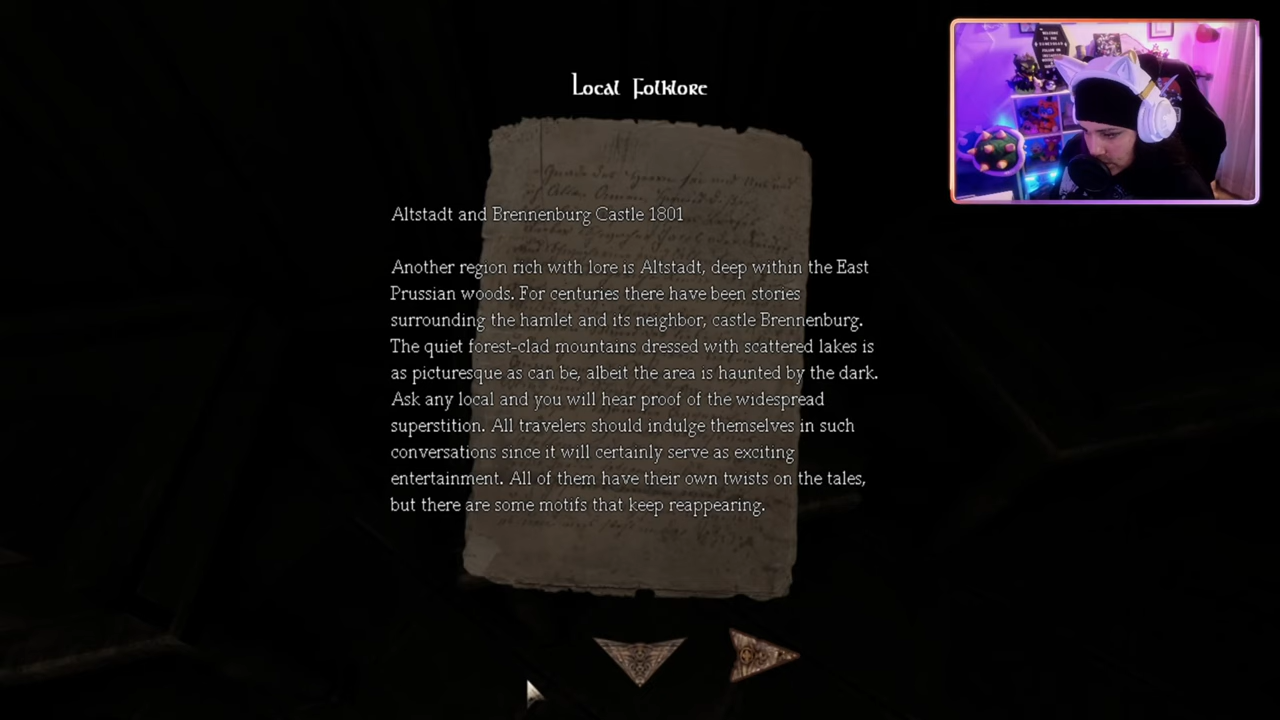 Local Folklore
Altstadt and Brennenburg Castle 1801
Another region rich with lore is Altstadt, deep within the East
Prussian woods. For centuries there have been stories
surrounding the hamlet and its neighbor, castle Brennenburg.
The quiet forest-clad mountains dressed with scattered lakes is
as picturesque as can be, albeit the area is haunted by the dark.
Ask any local and you will hear proof of the widespread
superstition. All travelers should indulge themselves in such
conversations since it will certainly serve as exciting
entertainment. All of them have their own twists on the tales,
but there are some motifs that keep reappearing.